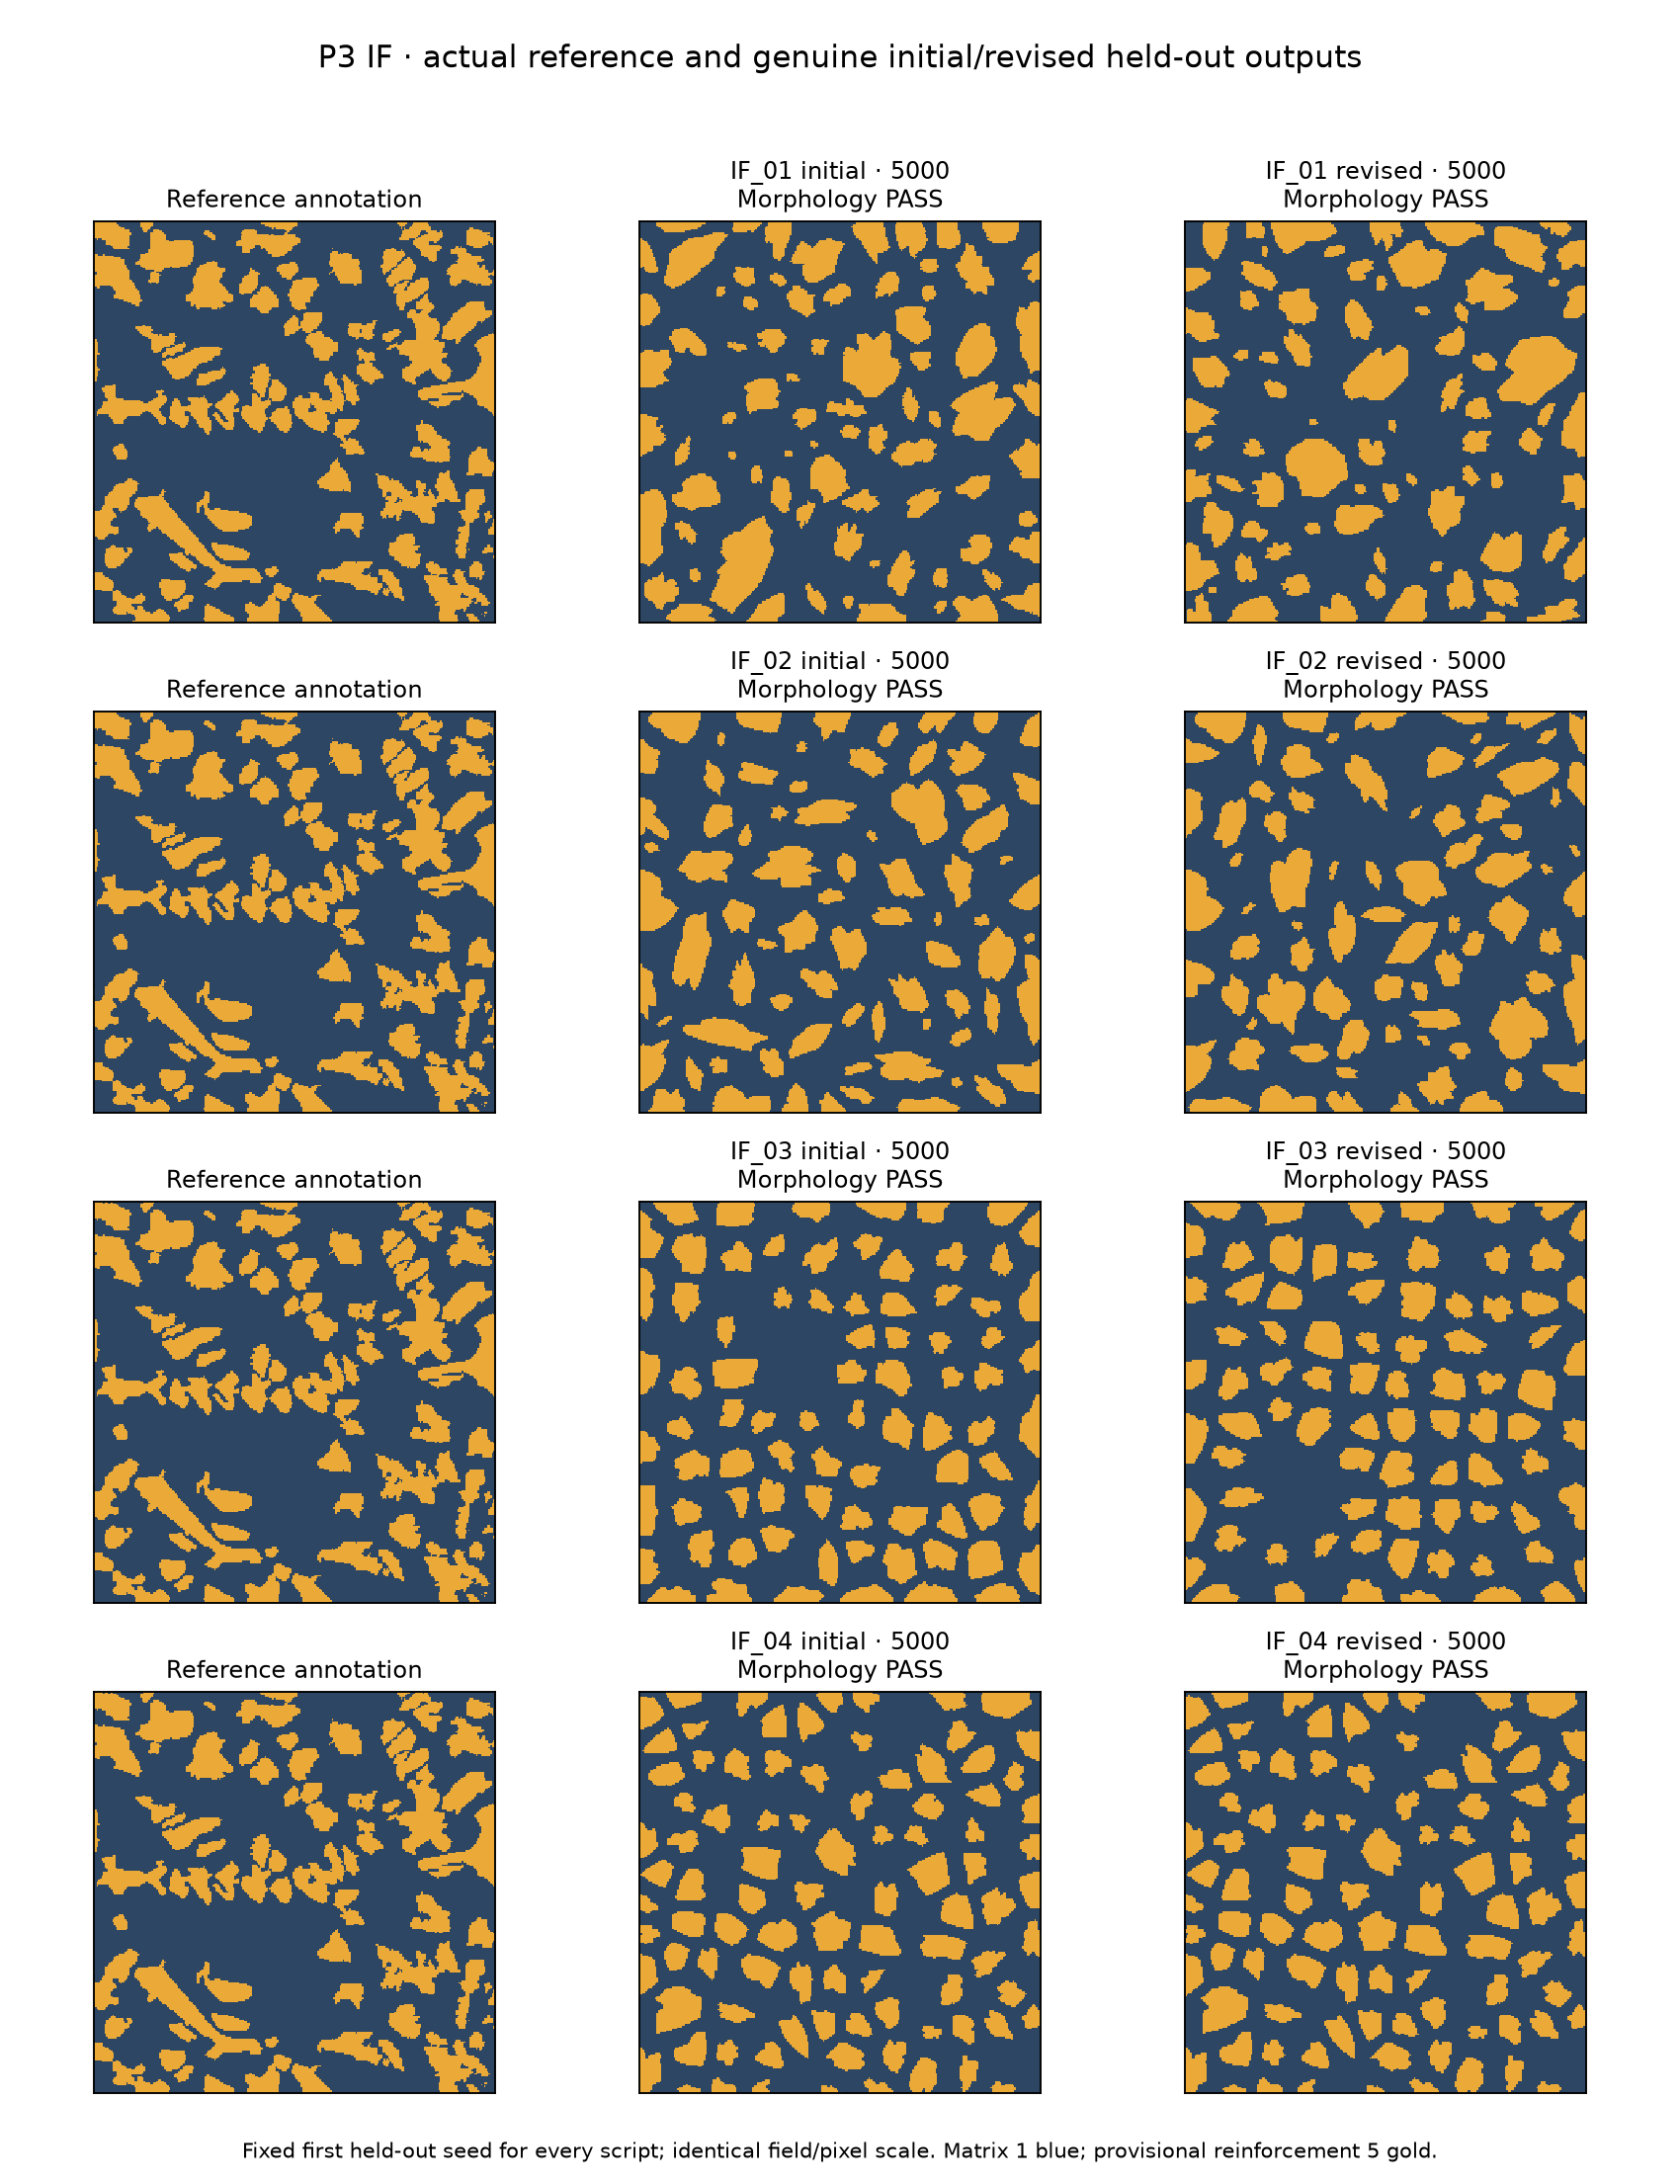 P3 IF · actual reference and genuine initial/revised held-out outputs
Reference annotation
IF_01 initial · 5000
Morphology PASS
IF_01 revised · 5000
Morphology PASS
Reference annotation
IF_02 initial · 5000
Morphology PASS
IF_02 revised · 5000
Morphology PASS
Reference annotation
IF_03 initial · 5000
Morphology PASS
IF_03 revised · 5000
Morphology PASS
Reference annotation
IF_04 initial · 5000
Morphology PASS
IF_04 revised · 5000
Morphology PASS
Fixed first held-out seed for every script; identical field/pixel scale. Matrix 1 blue; provisional reinforcement 5 gold.